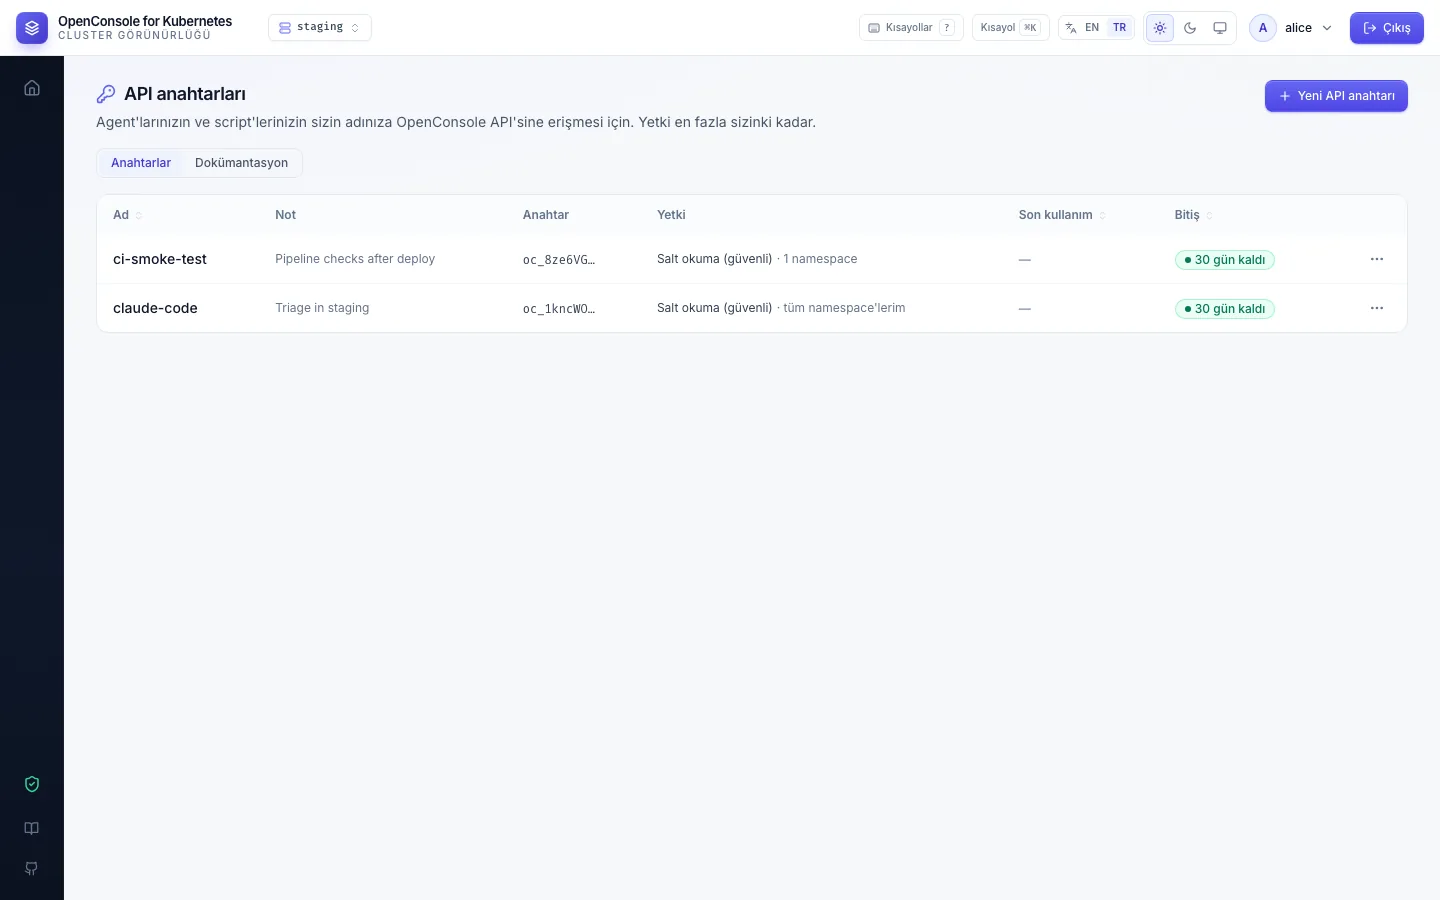 OpenConsole for Kubernetes
CLUSTER GÖRÜNÜRLÜĞÜ
staging
Kısayollar ?
Kısayol ⌘K
EN TR
A alice
Çıkış
API anahtarları
Yeni API anahtarı
Agent'larınızın ve script'lerinizin sizin adınıza OpenConsole API'sine erişmesi için. Yetki en fazla sizinki kadar.
Anahtarlar Dokümantasyon
Ad Not Anahtar Yetki Son kullanım Bitiş
ci-smoke-test Pipeline checks after deploy oc_8ze6VG… Salt okuma (güvenli) · 1 namespace — 30 gün kaldı ···
claude-code Triage in staging oc_1kncWO… Salt okuma (güvenli) · tüm namespace'lerim — 30 gün kaldı ···